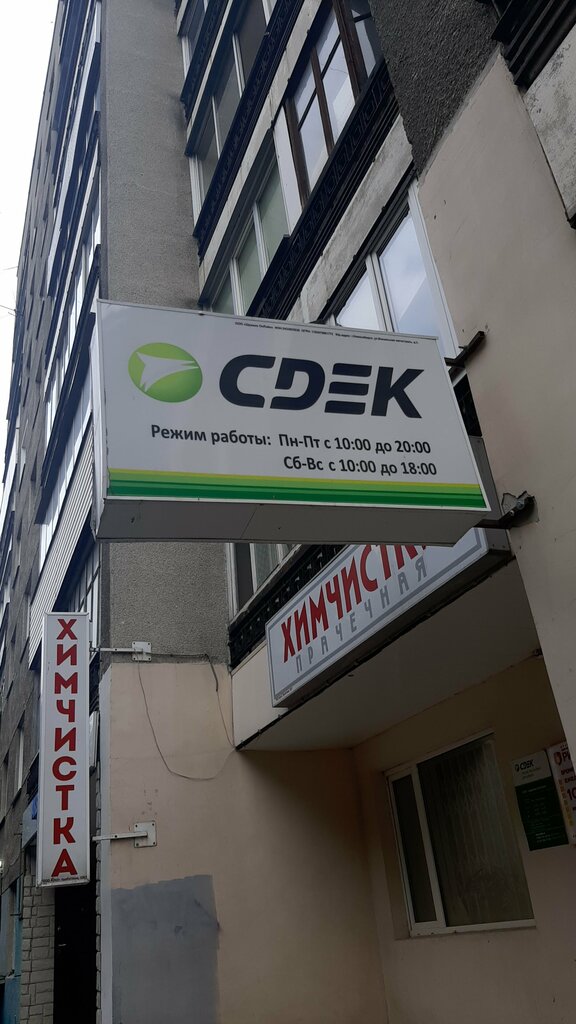 CDEK
Режим работы: Пн-Пт с 10:00 до 20:00
Сб-Вс с 10:00 до 18:00
ХИМЧИСТКА
ПРАЧЕЧНАЯ
ХИМЧИСТКА
CDEK